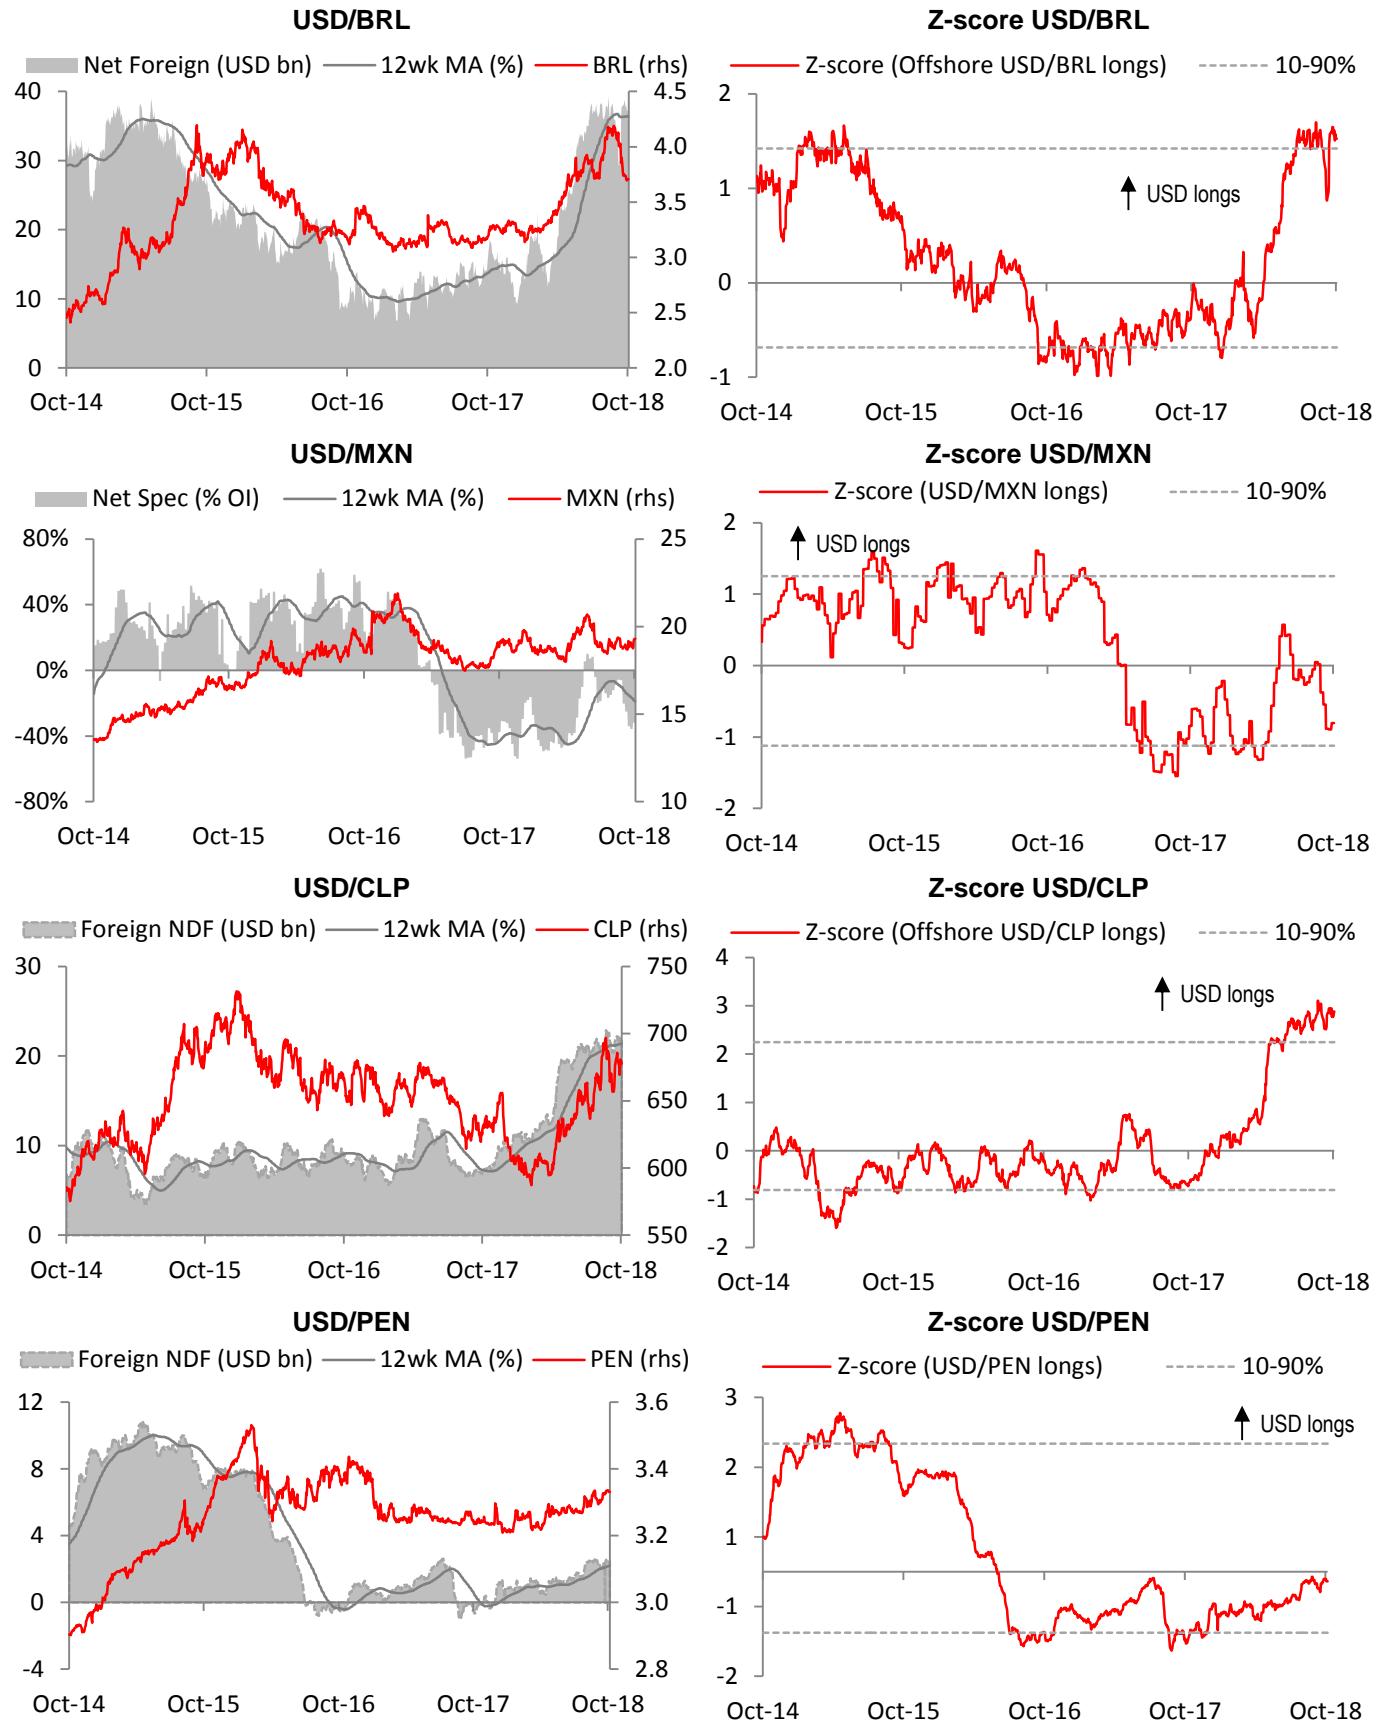 USD/BRL
Net Foreign (USD bn) 12wk MA (%) BRL (rhs)
40
30
20
10
0
4.5
4.0
3.5
3.0
2.5
2.0
Oct-14 Oct-15 Oct-16 Oct-17 Oct-18
Z-score USD/BRL
Z-score (Offshore USD/BRL longs) 10-90%
2
1
0
-1
USD longs
Oct-14 Oct-15 Oct-16 Oct-17 Oct-18
USD/MXN
Net Spec (% OI) 12wk MA (%) MXN (rhs)
80%
40%
0%
-40%
-80%
25
20
15
10
Oct-14 Oct-15 Oct-16 Oct-17 Oct-18
Z-score USD/MXN
Z-score (USD/MXN longs) 10-90%
2
1
0
-1
-2
USD longs
Oct-14 Oct-15 Oct-16 Oct-17 Oct-18
USD/CLP
Foreign NDF (USD bn) 12wk MA (%) CLP (rhs)
30
20
10
0
750
700
650
600
550
Oct-14 Oct-15 Oct-16 Oct-17 Oct-18
Z-score USD/CLP
Z-score (Offshore USD/CLP longs) 10-90%
4
3
2
1
0
-1
-2
USD longs
Oct-14 Oct-15 Oct-16 Oct-17 Oct-18
USD/PEN
Foreign NDF (USD bn) 12wk MA (%) PEN (rhs)
12
8
4
0
-4
3.6
3.4
3.2
3.0
2.8
Oct-14 Oct-15 Oct-16 Oct-17 Oct-18
Z-score USD/PEN
Z-score (USD/PEN longs) 10-90%
3
2
1
-1
-2
USD longs
Oct-14 Oct-15 Oct-16 Oct-17 Oct-18